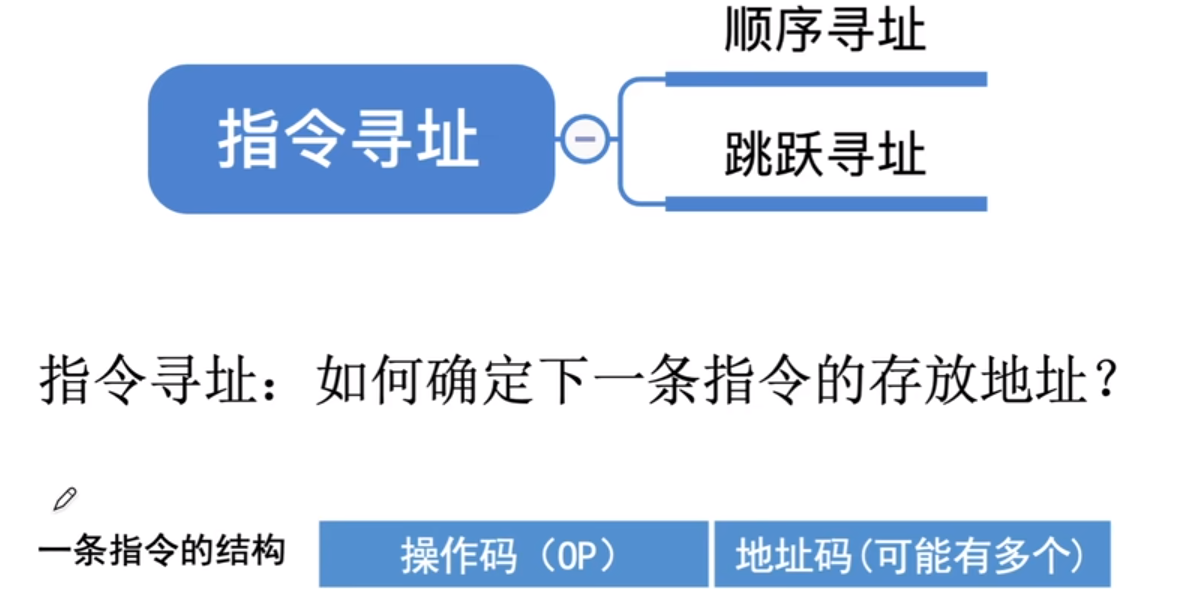 顺序寻址
指令寻址
跳跃寻址
指令寻址：如何确定下一条指令的存放地址？
一条指令的结构 操作码（OP） 地址码(可能有多个)